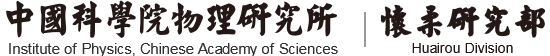 中國科學院物理研究所
Institute of Physics, Chinese Academy of Sciences
懷柔研究部
Huairou Division